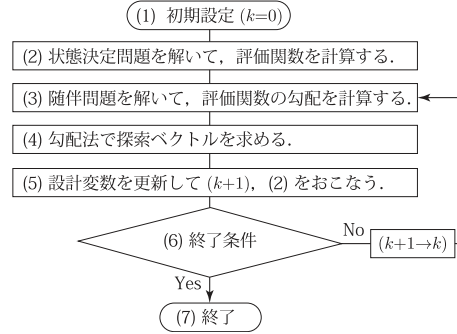 (1) 初期設定 (k=0)
(2) 状態決定問題を解いて，評価関数を計算する．
(3) 随伴問題を解いて，評価関数の勾配を計算する．
(4) 勾配法で探索ベクトルを求める．
(5) 設計変数を更新して (k+1)，(2) をおこなう．
(6) 終了条件
No
(k+1→k)
Yes
(7) 終了